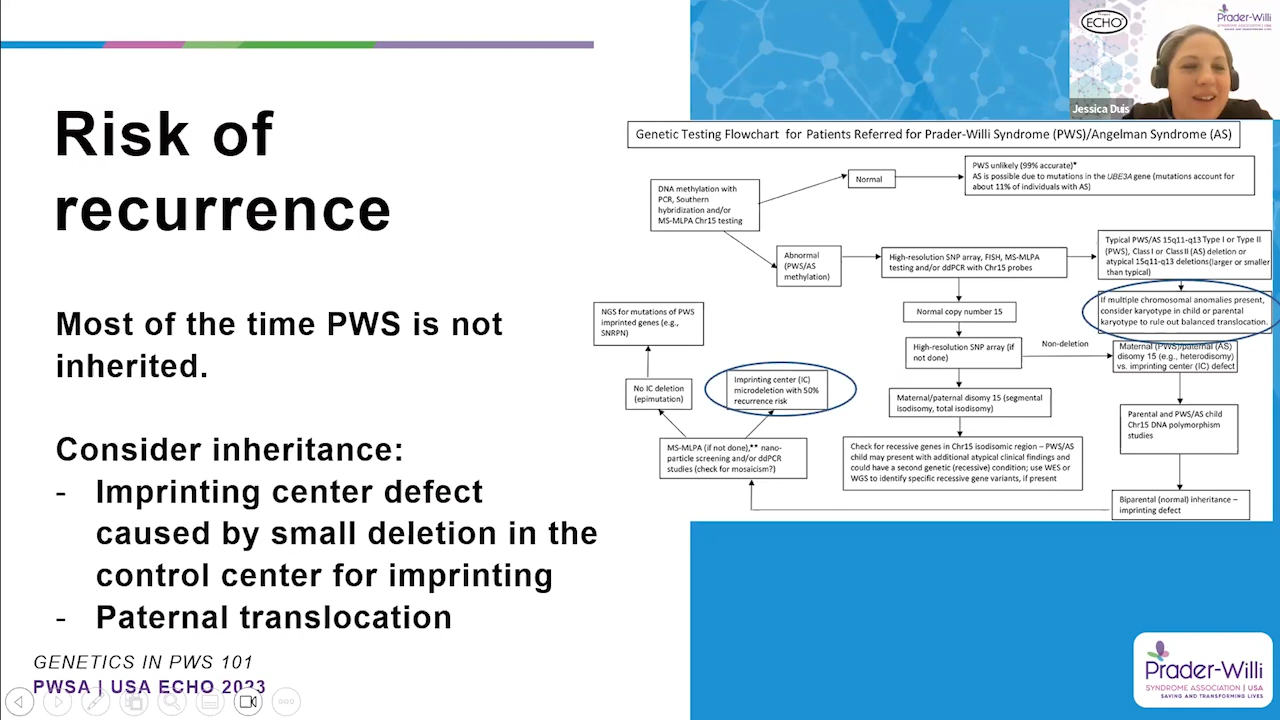 Risk of
recurrence
Most of the time PWS is not
inherited.
Consider inheritance:
- Imprinting center defect
caused by small deletion in the
control center for imprinting
- Paternal translocation
GENETICS IN PWS 101
PWSA | USA ECHO 2023
Project
ECHO
Prader-Willi
SYNDROME ASSOCIATION | USA
SAVING AND TRANSFORMING LIVES
Jessica Duis
Genetic Testing Flowchart for Patients Referred for Prader-Willi Syndrome (PWS)/Angelman Syndrome (AS)
DNA methylation with
PCR, Southern
hybridization and/or
MS-MLPA Chr15 testing
Normal
PWS unlikely (99% accurate)*
AS is possible due to mutations in the UBE3A gene (mutations account for
about 11% of individuals with AS)
Abnormal
(PWS/AS
methylation)
High-resolution SNP array, FISH, MS-MLPA
testing and/or ddPCR with Chr15 probes
Typical PWS/AS 15q11-q13 Type I or Type II
(PWS), Class I or Class II (AS) deletion or
atypical 15q11-q13 deletions (larger or smaller
than typical)
If multiple chromosomal anomalies present,
consider karyotype in child or parental
karyotype to rule out balanced translocation.
Normal copy number 15
High-resolution SNP array (if
not done)
Non-deletion
Maternal (PWS)/paternal (AS)
disomy 15 (e.g., heterodisomy)
vs. imprinting center (IC) defect
Maternal/paternal disomy 15 (segmental
isodisomy, total isodisomy)
Check for recessive genes in Chr15 isodisomic region – PWS/AS
child may present with additional atypical clinical findings and
could have a second genetic (recessive) condition; use WES or
WGS to identify specific recessive gene variants, if present
Parental and PWS/AS child
Chr15 DNA polymorphism
studies
Biparental (normal) inheritance –
imprinting defect
MS-MLPA (if not done),** nano-
particle screening and/or ddPCR
studies (check for mosaicism?)
Imprinting center (IC)
microdeletion with 50%
recurrence risk
No IC deletion
(epimutation)
NGS for mutations of PWS
imprinted genes (e.g.,
SNRPN)
Prader-Willi
SYNDROME ASSOCIATION | USA
SAVING AND TRANSFORMING LIVES